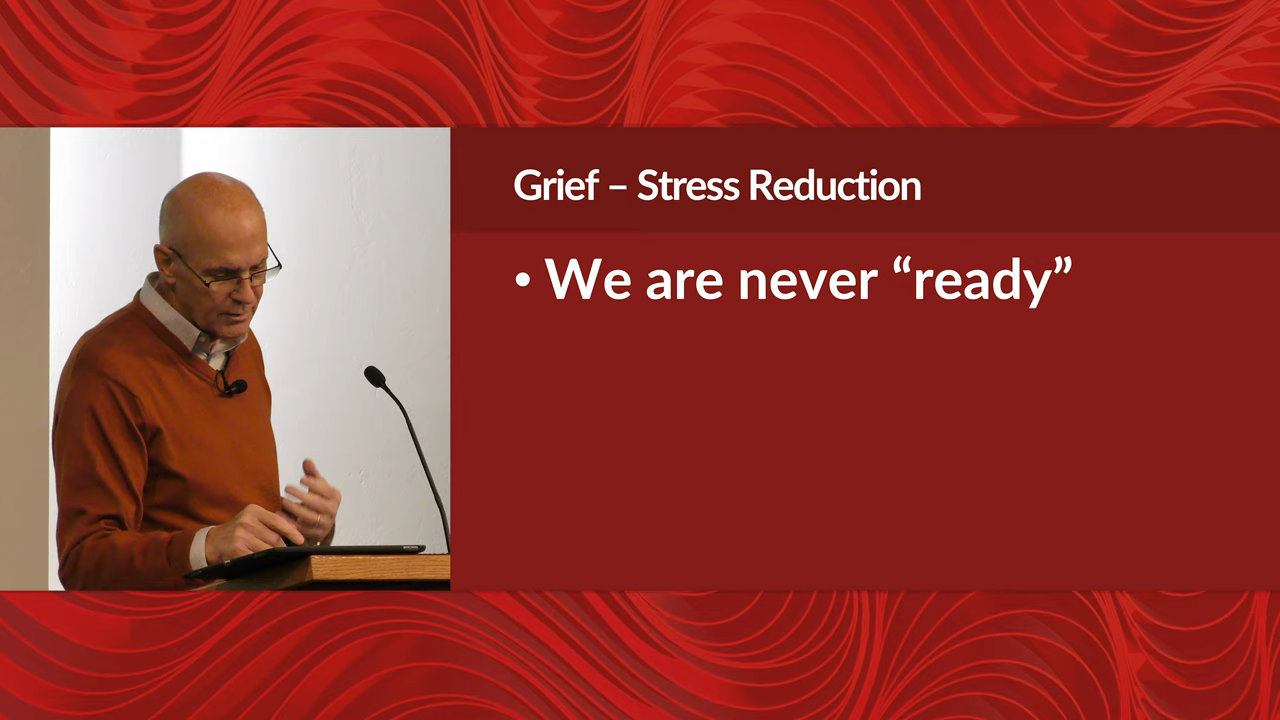 Grief – Stress Reduction
• We are never “ready”